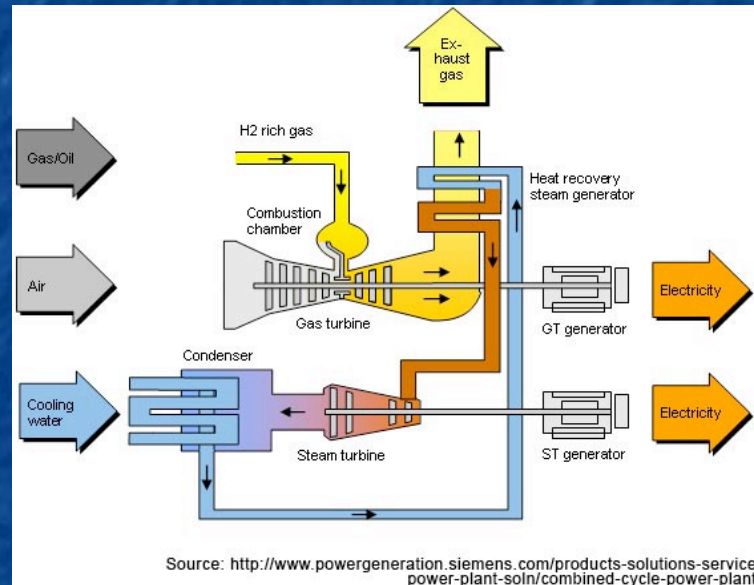 Ex-
haust
gas
H2 rich gas
Gas/Oil
Heat recovery
steam generator
Combustion
chamber
Air
Electricity
Gas turbine
GT generator
Condenser
Cooling
water
Electricity
Steam turbine
ST generator
Source: http://www.powergeneration.siemens.com/products-solutions-service
power-plant-soln/combined-cycle-power-plant